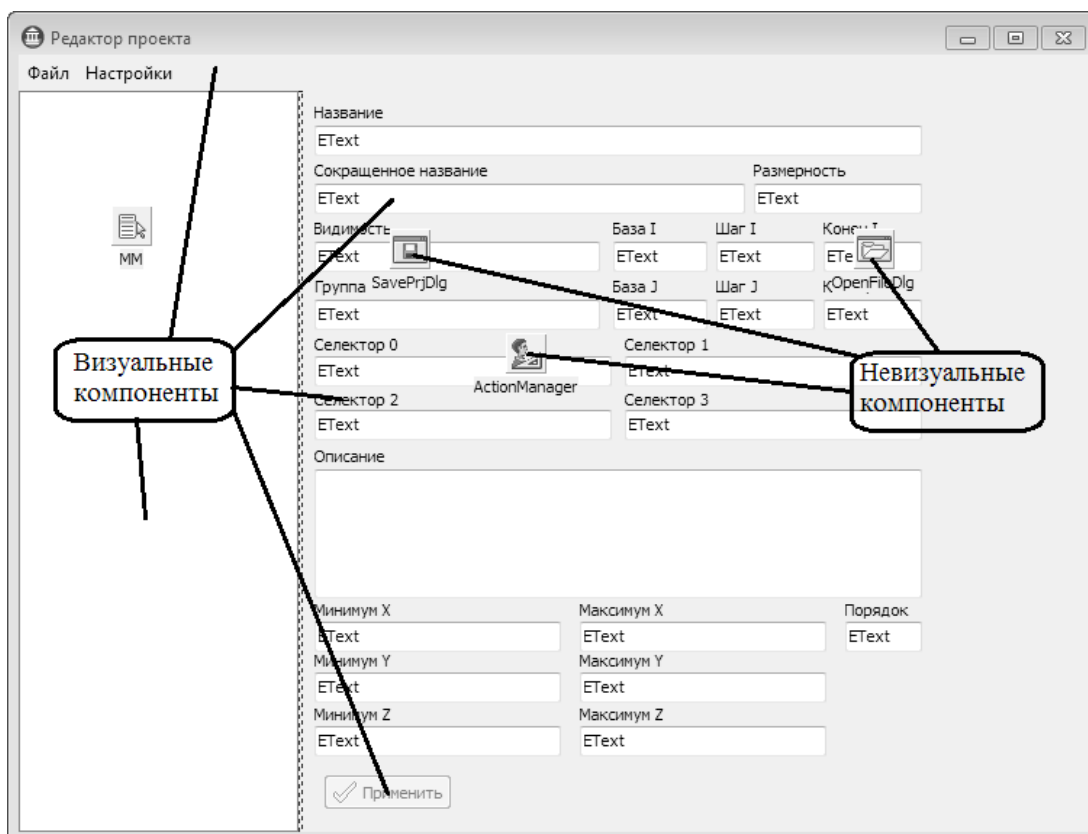 Редактор проекта
Файл Настройки
Название
EText
Сокращенное название Размерность
EText EText
Видимость База I Шаг I Конец I
EText EText EText ETe
SavePrjDlg OpenFileDlg
Группа База J Шаг J К
EText EText EText EText
MM
Селектор 0 Селектор 1
EText EText
ActionManager
Визуальные
компоненты
Невизуальные
компоненты
Селектор 2 Селектор 3
EText EText
Описание
Минимум X Максимум X Порядок
EText EText EText
Минимум Y Максимум Y
EText EText
Минимум Z Максимум Z
EText EText
Применить